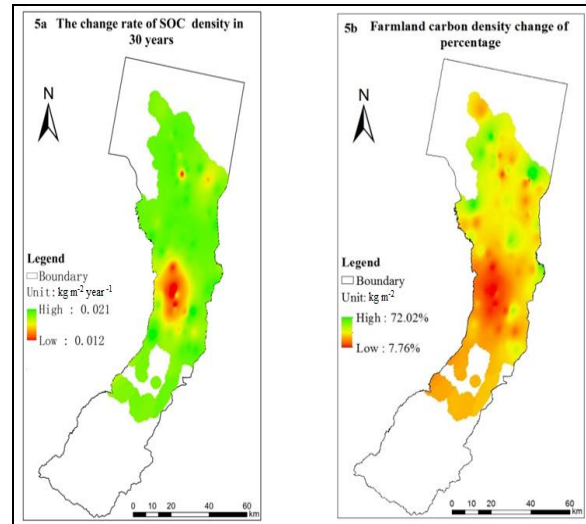 5a The change rate of SOC density in
30 years
N
Legend
Boundary
Unit: kg m⁻² year⁻¹
High : 0.021
Low : 0.012
0 10 20 40 60
km
5b Farmland carbon density change of
percentage
N
Legend
Boundary
Unit: kg m⁻²
High : 72.02%
Low : 7.76%
0 10 20 40 60
km